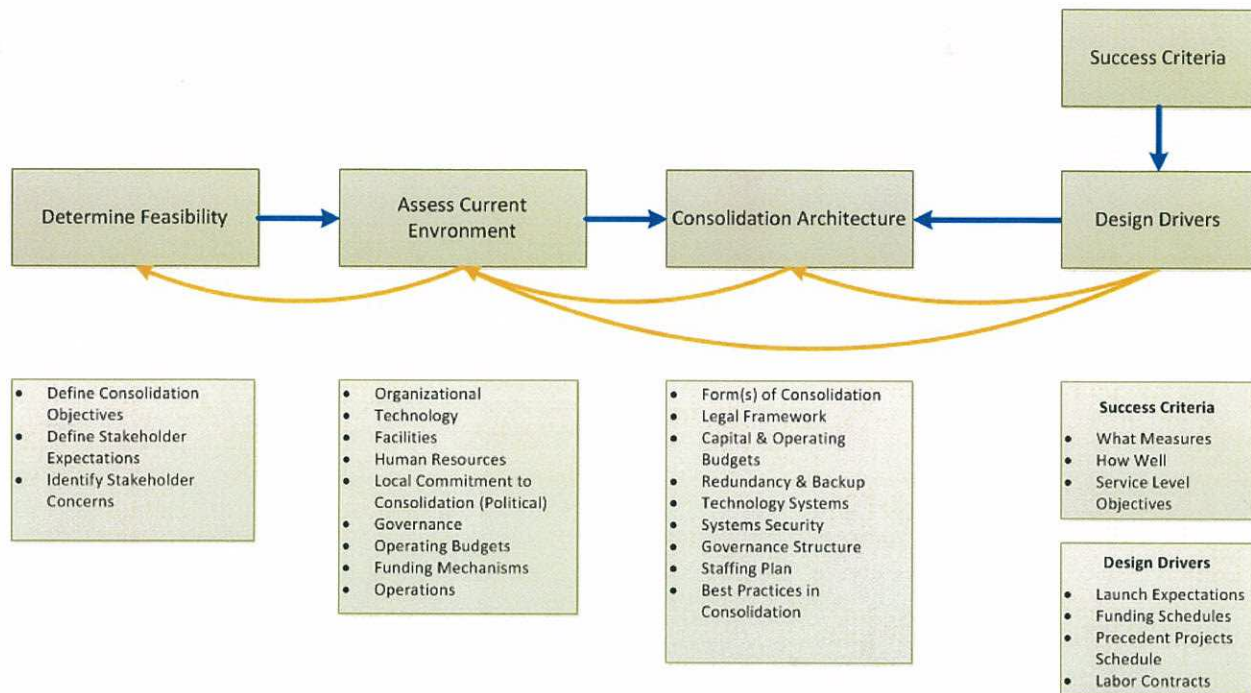 Success Criteria
Determine Feasibility
Assess Current
Envronment
Consolidation Architecture
Design Drivers
• Define Consolidation
Objectives
• Define Stakeholder
Expectations
• Identify Stakeholder
Concerns
• Organizational
• Technology
• Facilities
• Human Resources
• Local Commitment to
Consolidation (Political)
• Governance
• Operating Budgets
• Funding Mechanisms
• Operations
• Form(s) of Consolidation
• Legal Framework
• Capital & Operating
Budgets
• Redundancy & Backup
• Technology Systems
• Systems Security
• Governance Structure
• Staffing Plan
• Best Practices in
Consolidation
Success Criteria
• What Measures
• How Well
• Service Level
Objectives
Design Drivers
• Launch Expectations
• Funding Schedules
• Precedent Projects
Schedule
• Labor Contracts